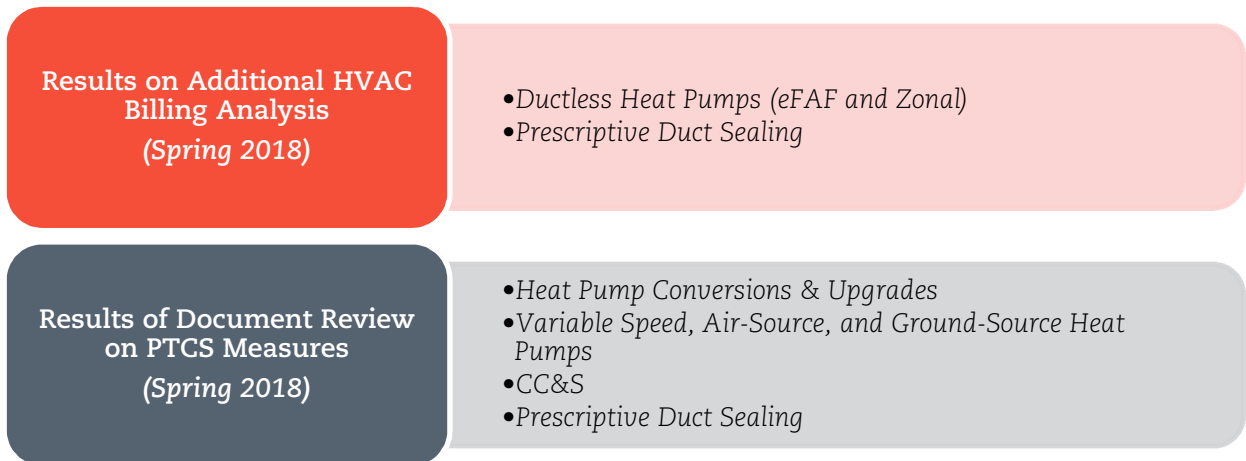 Results on Additional HVAC
Billing Analysis
(Spring 2018)
•Ductless Heat Pumps (eFAF and Zonal)
•Prescriptive Duct Sealing
Results of Document Review
on PTCS Measures
(Spring 2018)
•Heat Pump Conversions & Upgrades
•Variable Speed, Air-Source, and Ground-Source Heat
Pumps
•CC&S
•Prescriptive Duct Sealing